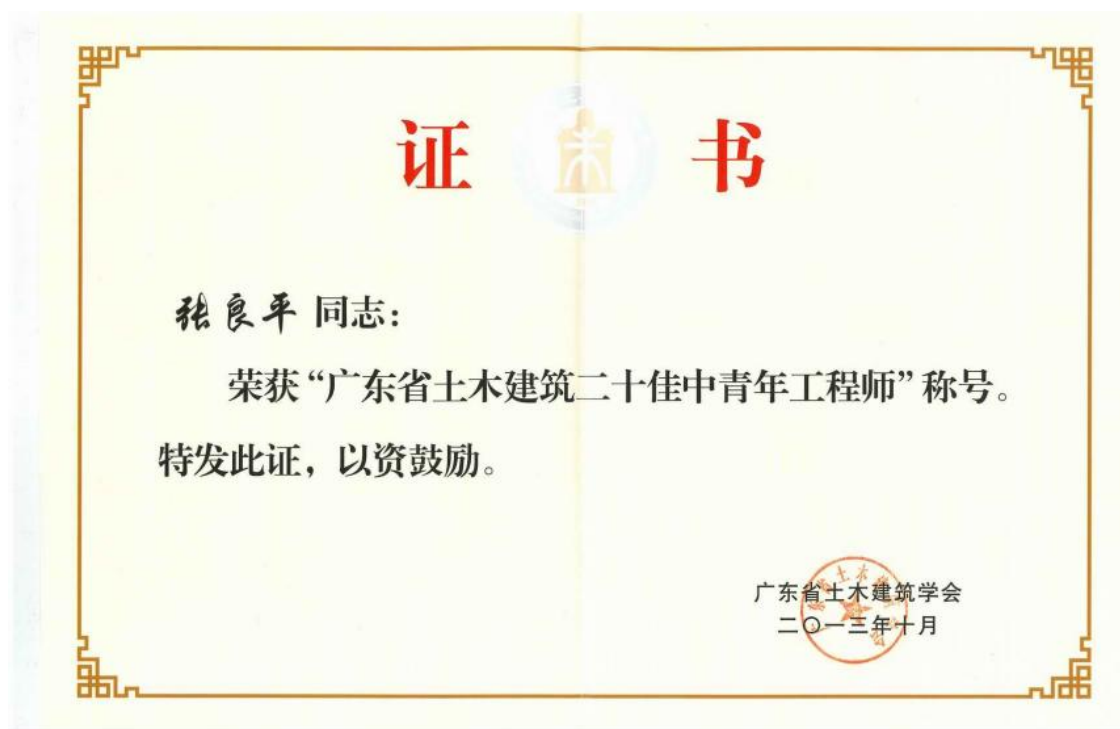 证 书
张良平 同志：
荣获“广东省土木建筑二十佳中青年工程师”称号。
特发此证，以资鼓励。
广东省土木建筑学会
二〇一三年十月